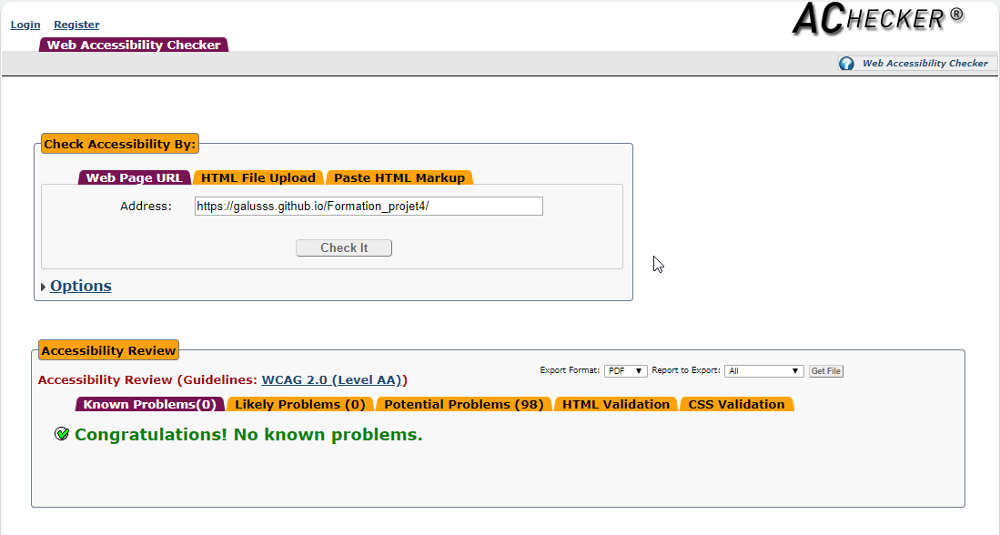 Login Register
ACHECKER ®
Web Accessibility Checker
Web Accessibility Checker
Check Accessibility By:
Web Page URL HTML File Upload Paste HTML Markup
Address: https://galusss.github.io/Formation_projet4/
Check It
Options
Accessibility Review
Export Format: PDF Report to Export: All Get File
Accessibility Review (Guidelines: WCAG 2.0 (Level AA))
Known Problems(0) Likely Problems (0) Potential Problems (98) HTML Validation CSS Validation
Congratulations! No known problems.